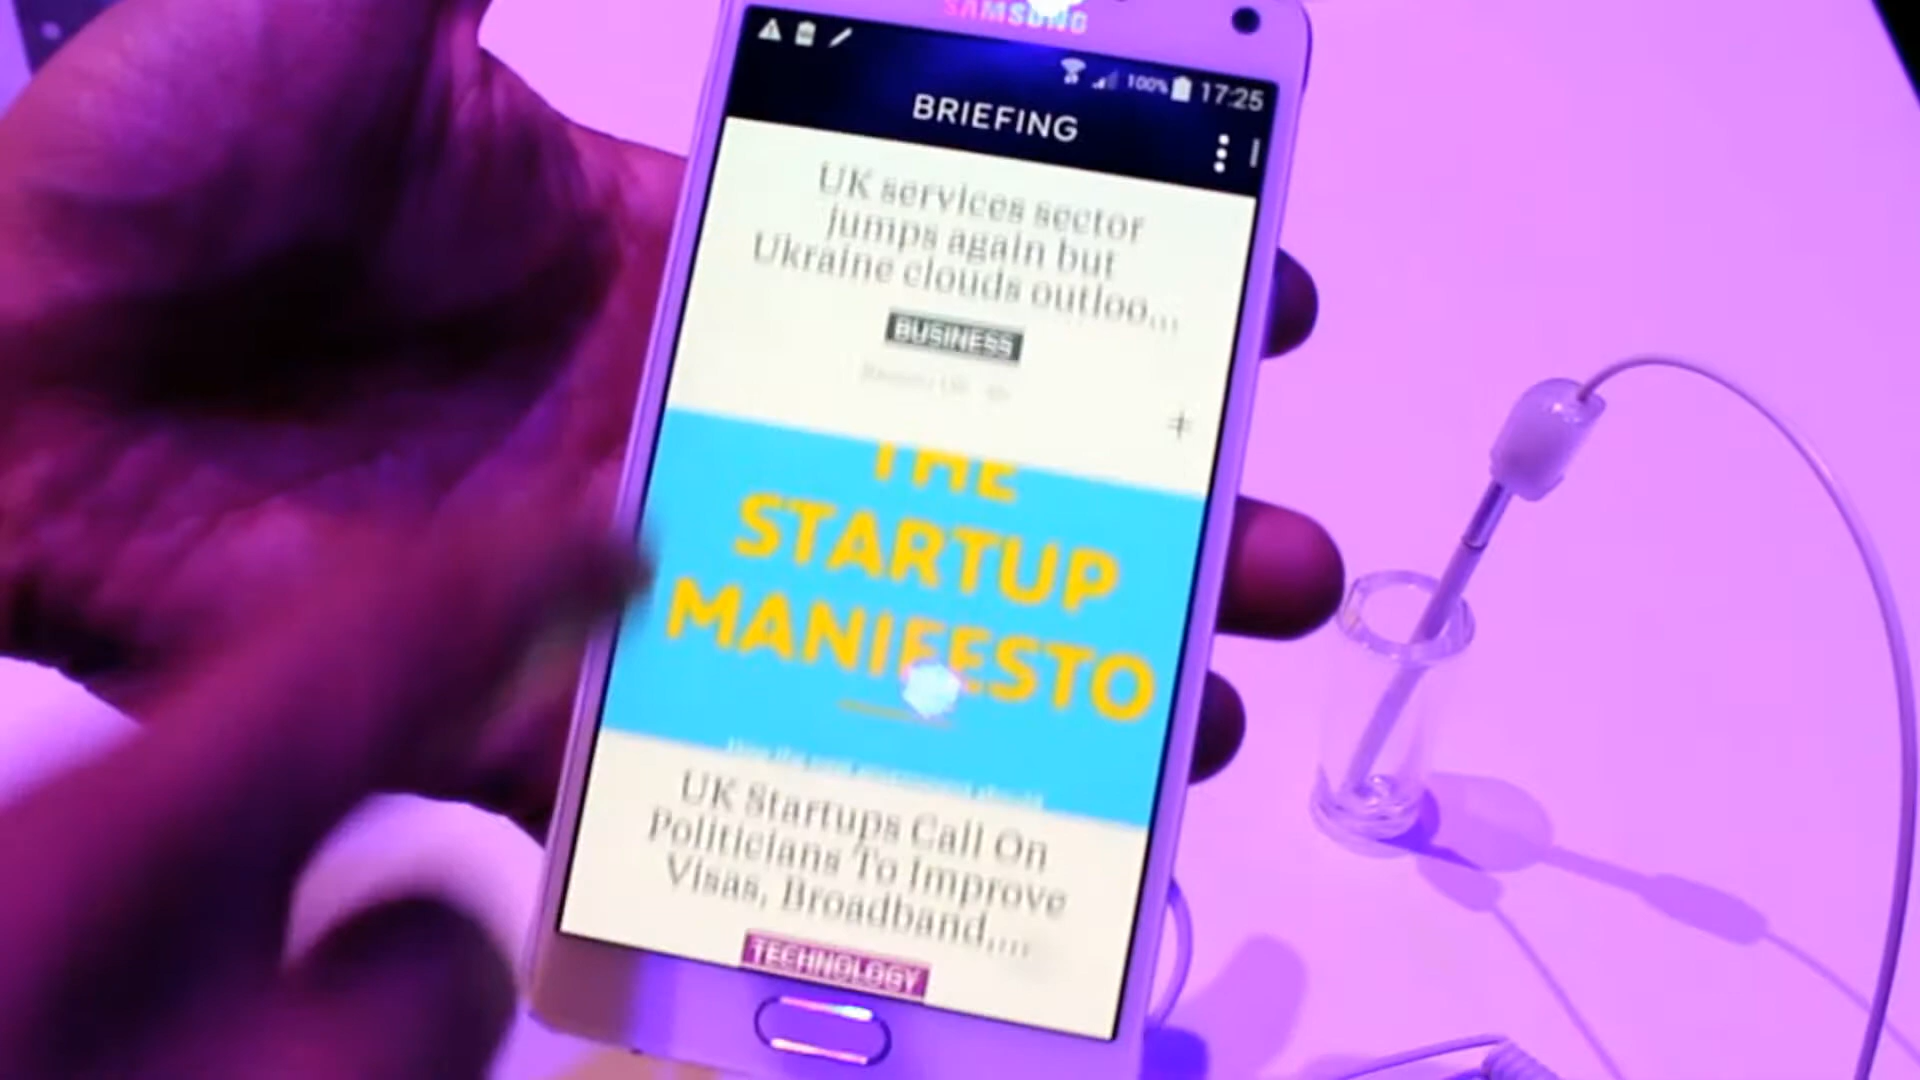 SAMSUNG
100% 17:25
BRIEFING
UK services sector
jumps again but
Ukraine clouds outloo...
BUSINESS
THE
STARTUP
MANIFESTO
UK Startups Call On
Politicians To Improve
Visas, Broadband,...
TECHNOLOGY